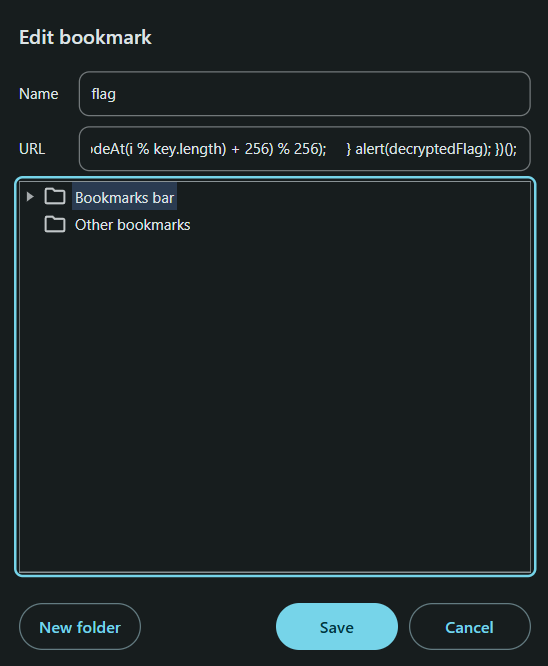 Edit bookmark
Name flag
URL odeAt(i % key.length) + 256) % 256);     } alert(decryptedFlag); })();
Bookmarks bar
Other bookmarks
New folder Save Cancel